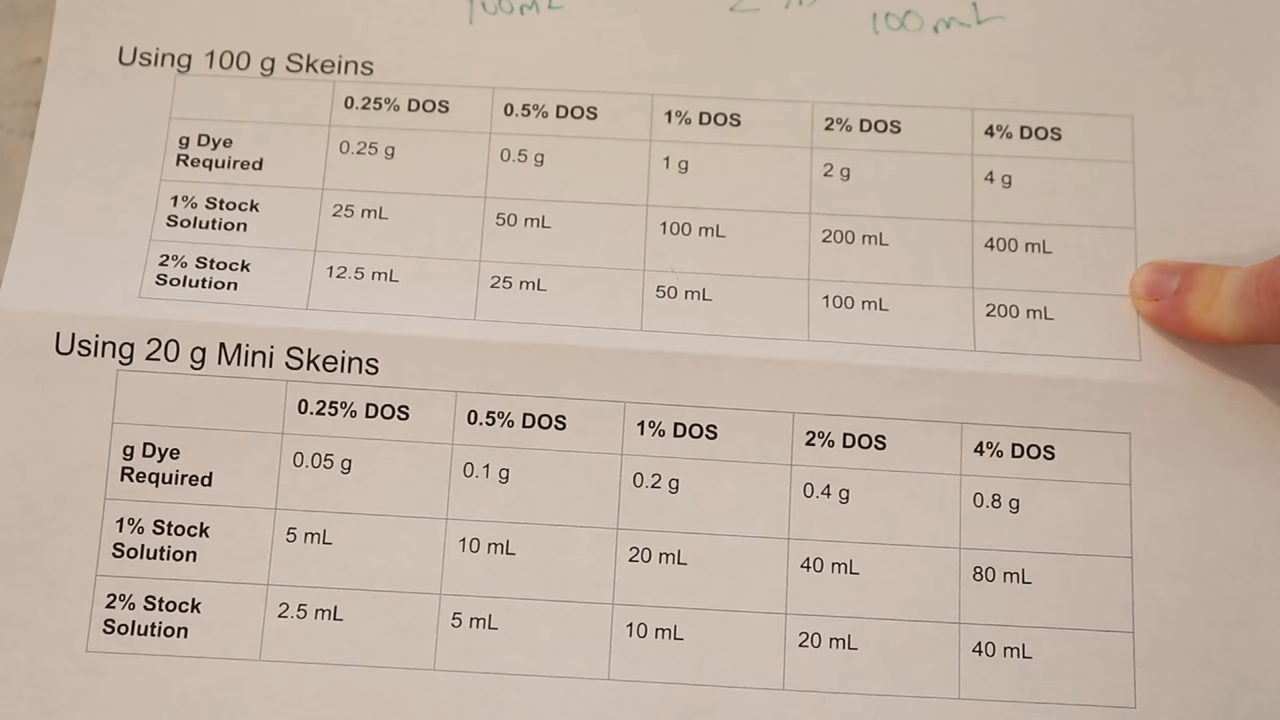 100mL
100mL
Using 100 g Skeins
0.25% DOS 0.5% DOS 1% DOS 2% DOS 4% DOS
g Dye
Required 0.25 g 0.5 g 1 g 2 g 4 g
1% Stock
Solution 25 mL 50 mL 100 mL 200 mL 400 mL
2% Stock
Solution 12.5 mL 25 mL 50 mL 100 mL 200 mL
Using 20 g Mini Skeins
0.25% DOS 0.5% DOS 1% DOS 2% DOS 4% DOS
g Dye
Required 0.05 g 0.1 g 0.2 g 0.4 g 0.8 g
1% Stock
Solution 5 mL 10 mL 20 mL 40 mL 80 mL
2% Stock
Solution 2.5 mL 5 mL 10 mL 20 mL 40 mL